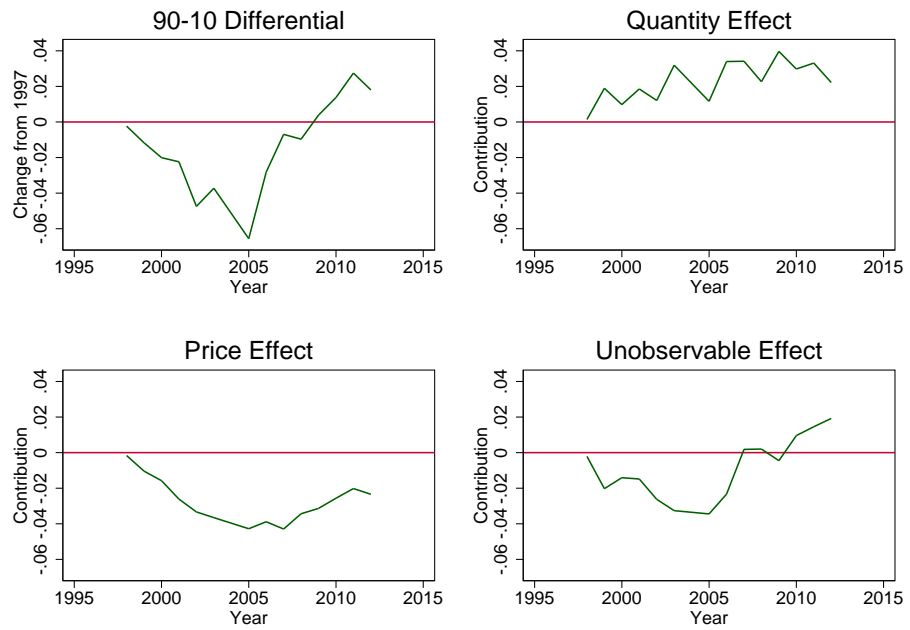 90-10 Differential
Change from 1997
.04
.02
0
-.02
-.04
-.06
1995 2000 2005 2010 2015
Year
Quantity Effect
Contribution
.04
.02
0
-.02
-.04
-.06
1995 2000 2005 2010 2015
Year
Price Effect
Contribution
.04
.02
0
-.02
-.04
-.06
1995 2000 2005 2010 2015
Year
Unobservable Effect
Contribution
.04
.02
0
-.02
-.04
-.06
1995 2000 2005 2010 2015
Year